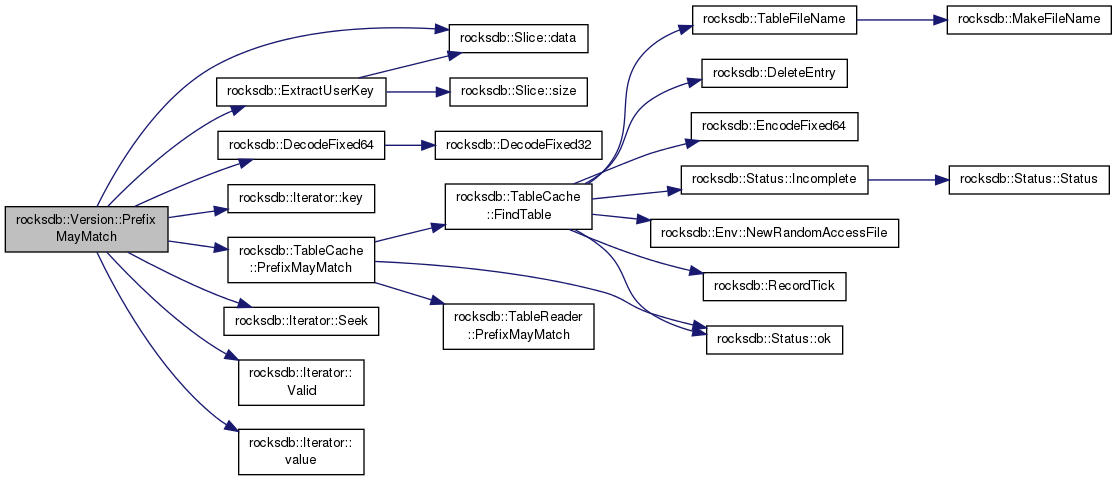 rocksdb::Version::Prefix
MayMatch
rocksdb::Slice::data
rocksdb::ExtractUserKey
rocksdb::Slice::size
rocksdb::DecodeFixed64
rocksdb::DecodeFixed32
rocksdb::Iterator::key
rocksdb::TableCache
::PrefixMayMatch
rocksdb::TableCache
::FindTable
rocksdb::TableFileName
rocksdb::MakeFileName
rocksdb::DeleteEntry
rocksdb::EncodeFixed64
rocksdb::Status::Incomplete
rocksdb::Status::Status
rocksdb::Env::NewRandomAccessFile
rocksdb::RecordTick
rocksdb::Status::ok
rocksdb::TableReader
::PrefixMayMatch
rocksdb::Iterator::Seek
rocksdb::Iterator::
Valid
rocksdb::Iterator::
value